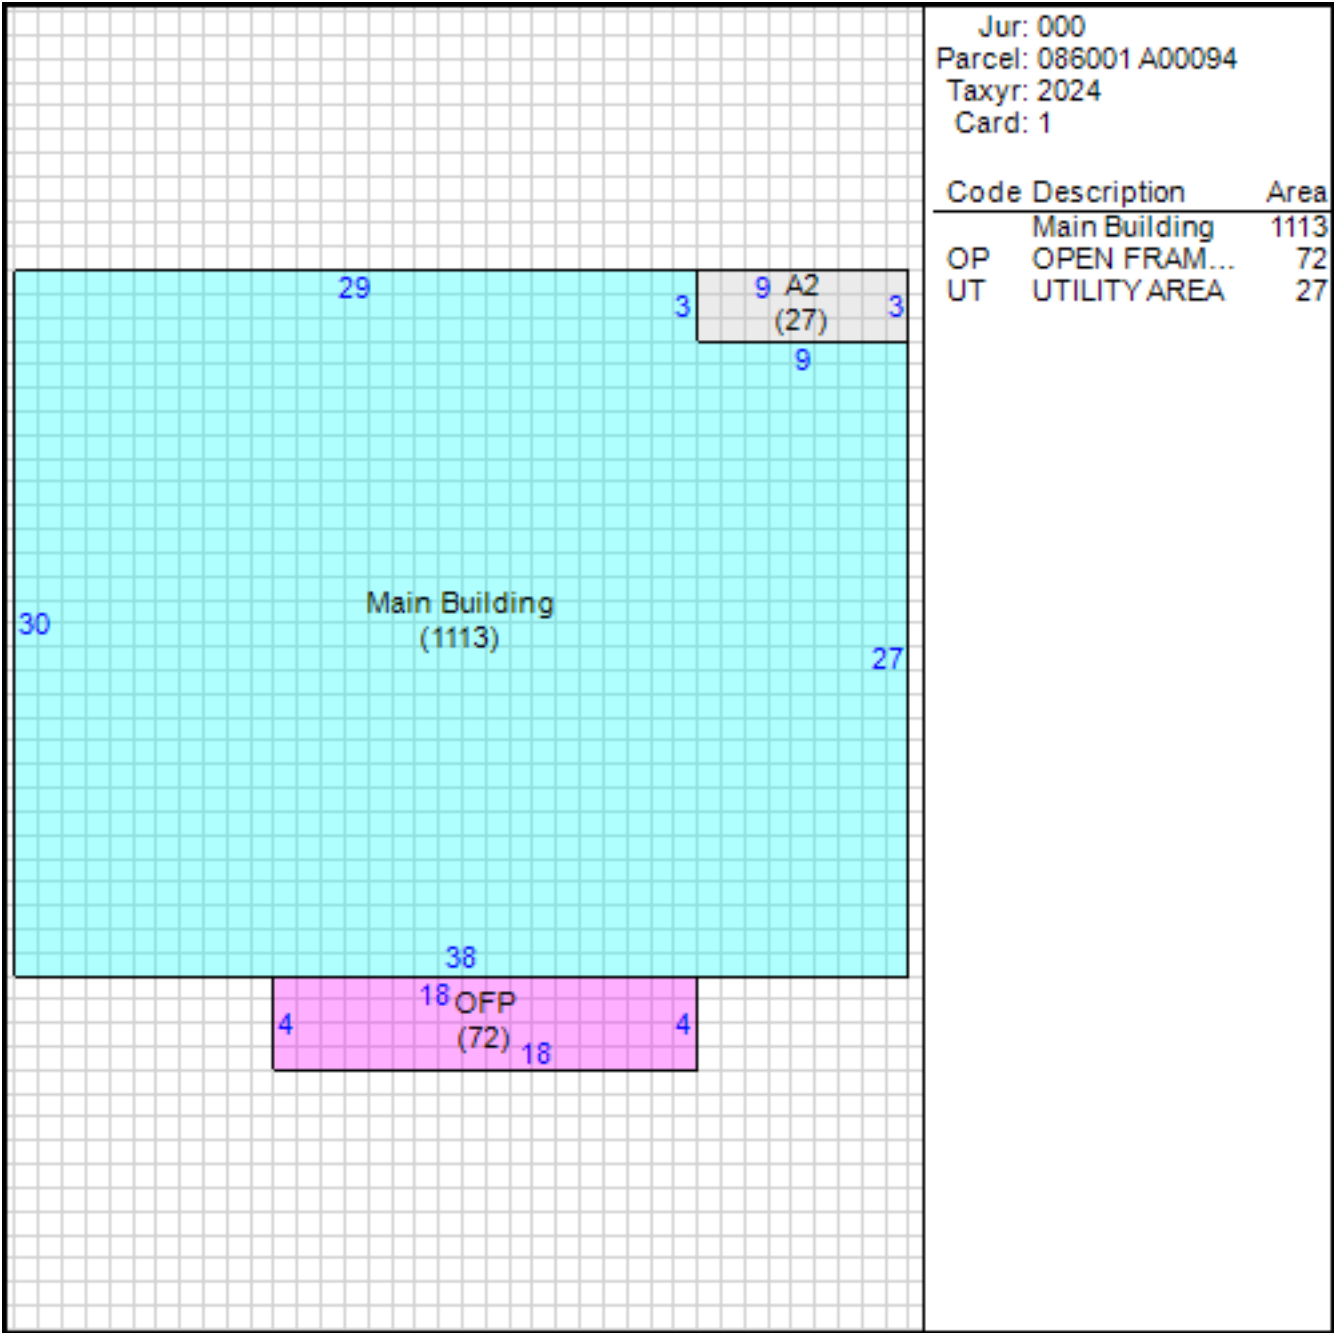 Jur: 000
Parcel: 086001 A00094
Taxyr: 2024
Card: 1
Code Description Area
Main Building 1113
OP OPEN FRAM... 72
UT UTILITY AREA 27
29
3
9 A2 3
(27)
9
30
Main Building
(1113)
27
38
18 OFP
4 4
(72) 18